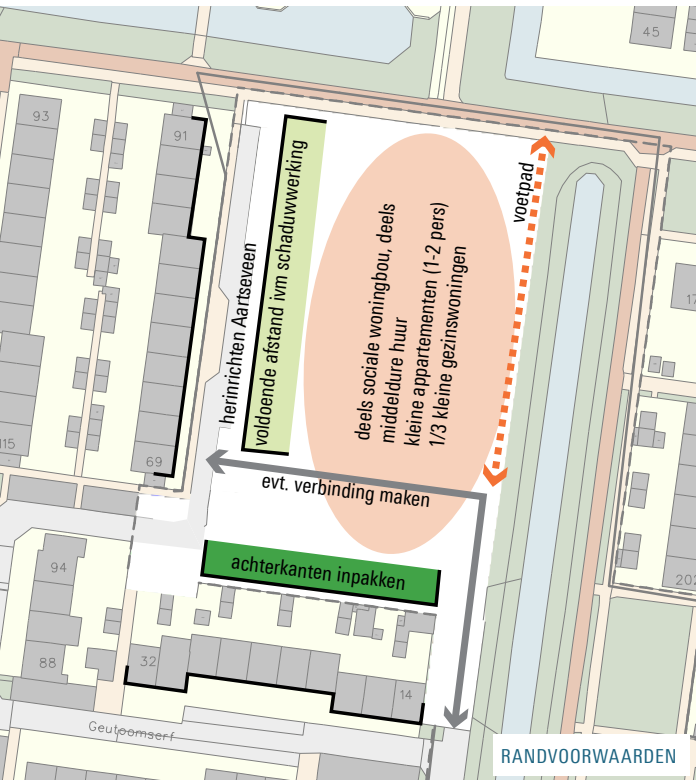 45
93
91
voetpad
herinrichten Aartseveen
voldoende afstand ivm schaduwwerking
deels sociale woningbou, deels
middeldure huur
kleine appartementen (1-2 pers)
1/3 kleine gezinswoningen
17
115
69
evt. verbinding maken
achterkanten inpakken
94
88
32
14
202
Geutoomserf
RANDVOORWAARDEN